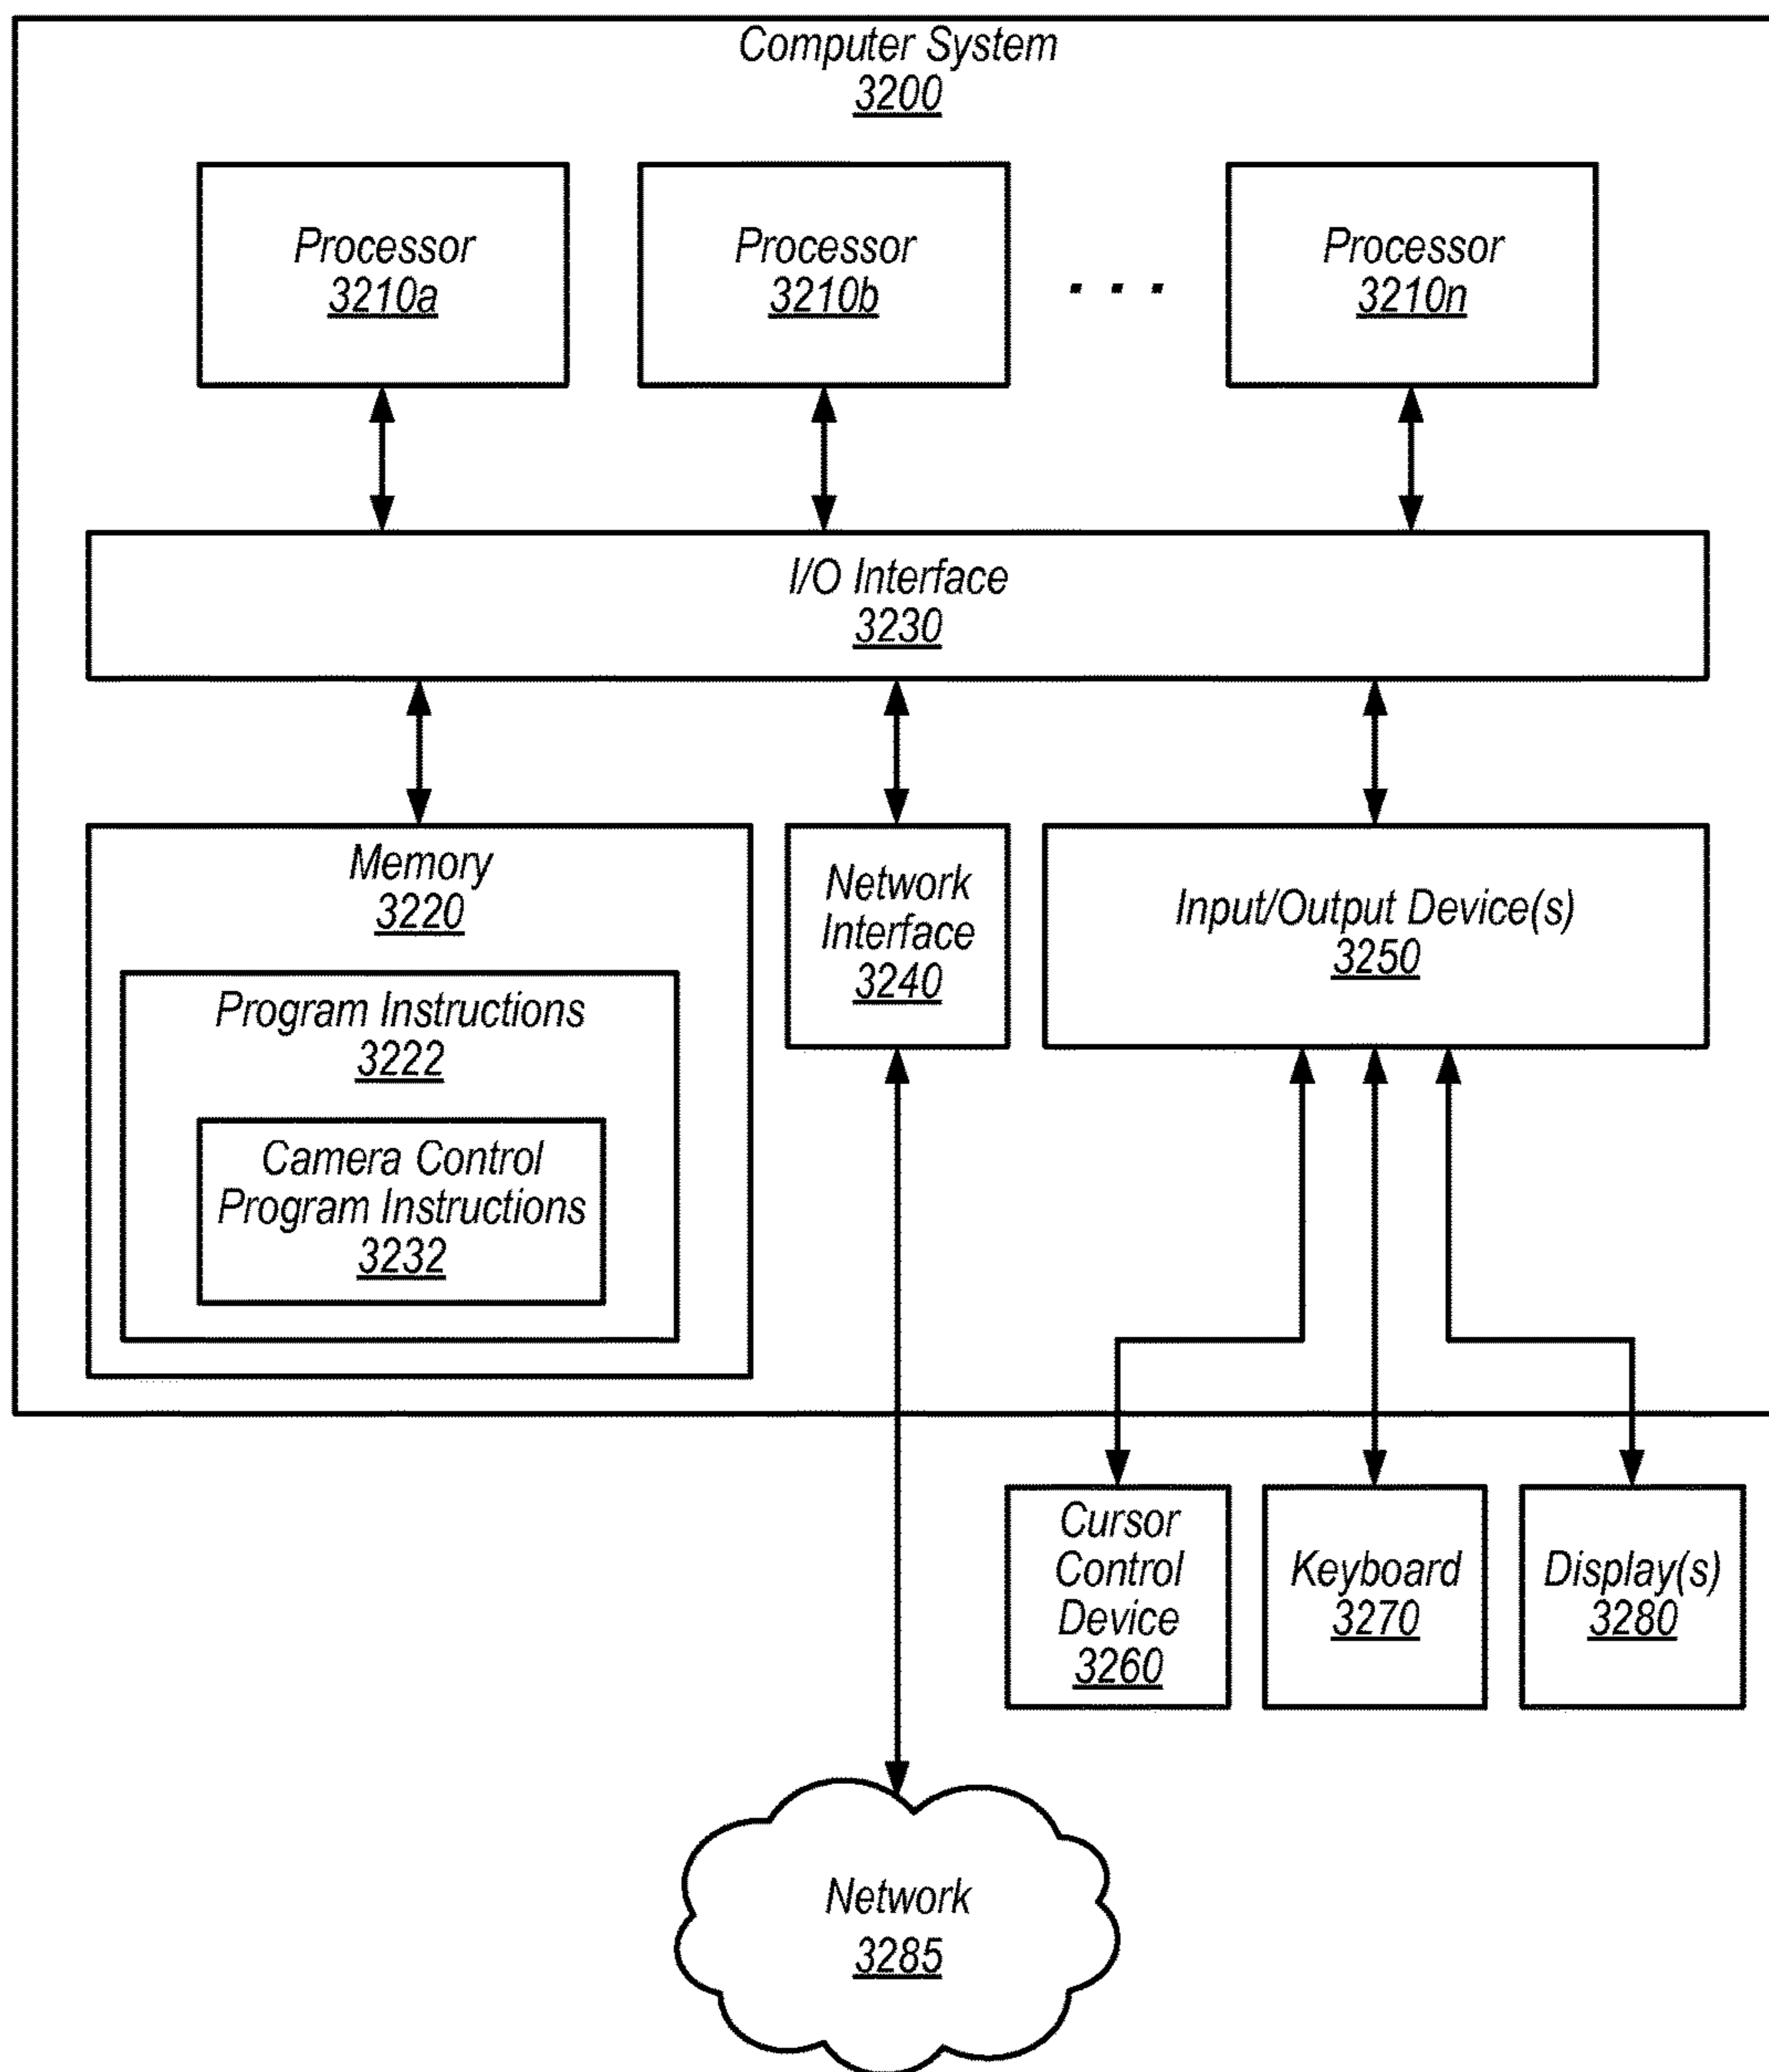 Computer System
3200
Processor
3210a
Processor
3210b
. . .
Processor
3210n
I/O Interface
3230
Memory
3220
Program Instructions
3222
Camera Control
Program Instructions
3232
Network
Interface
3240
Input/Output Device(s)
3250
Cursor
Control
Device
3260
Keyboard
3270
Display(s)
3280
Network
3285